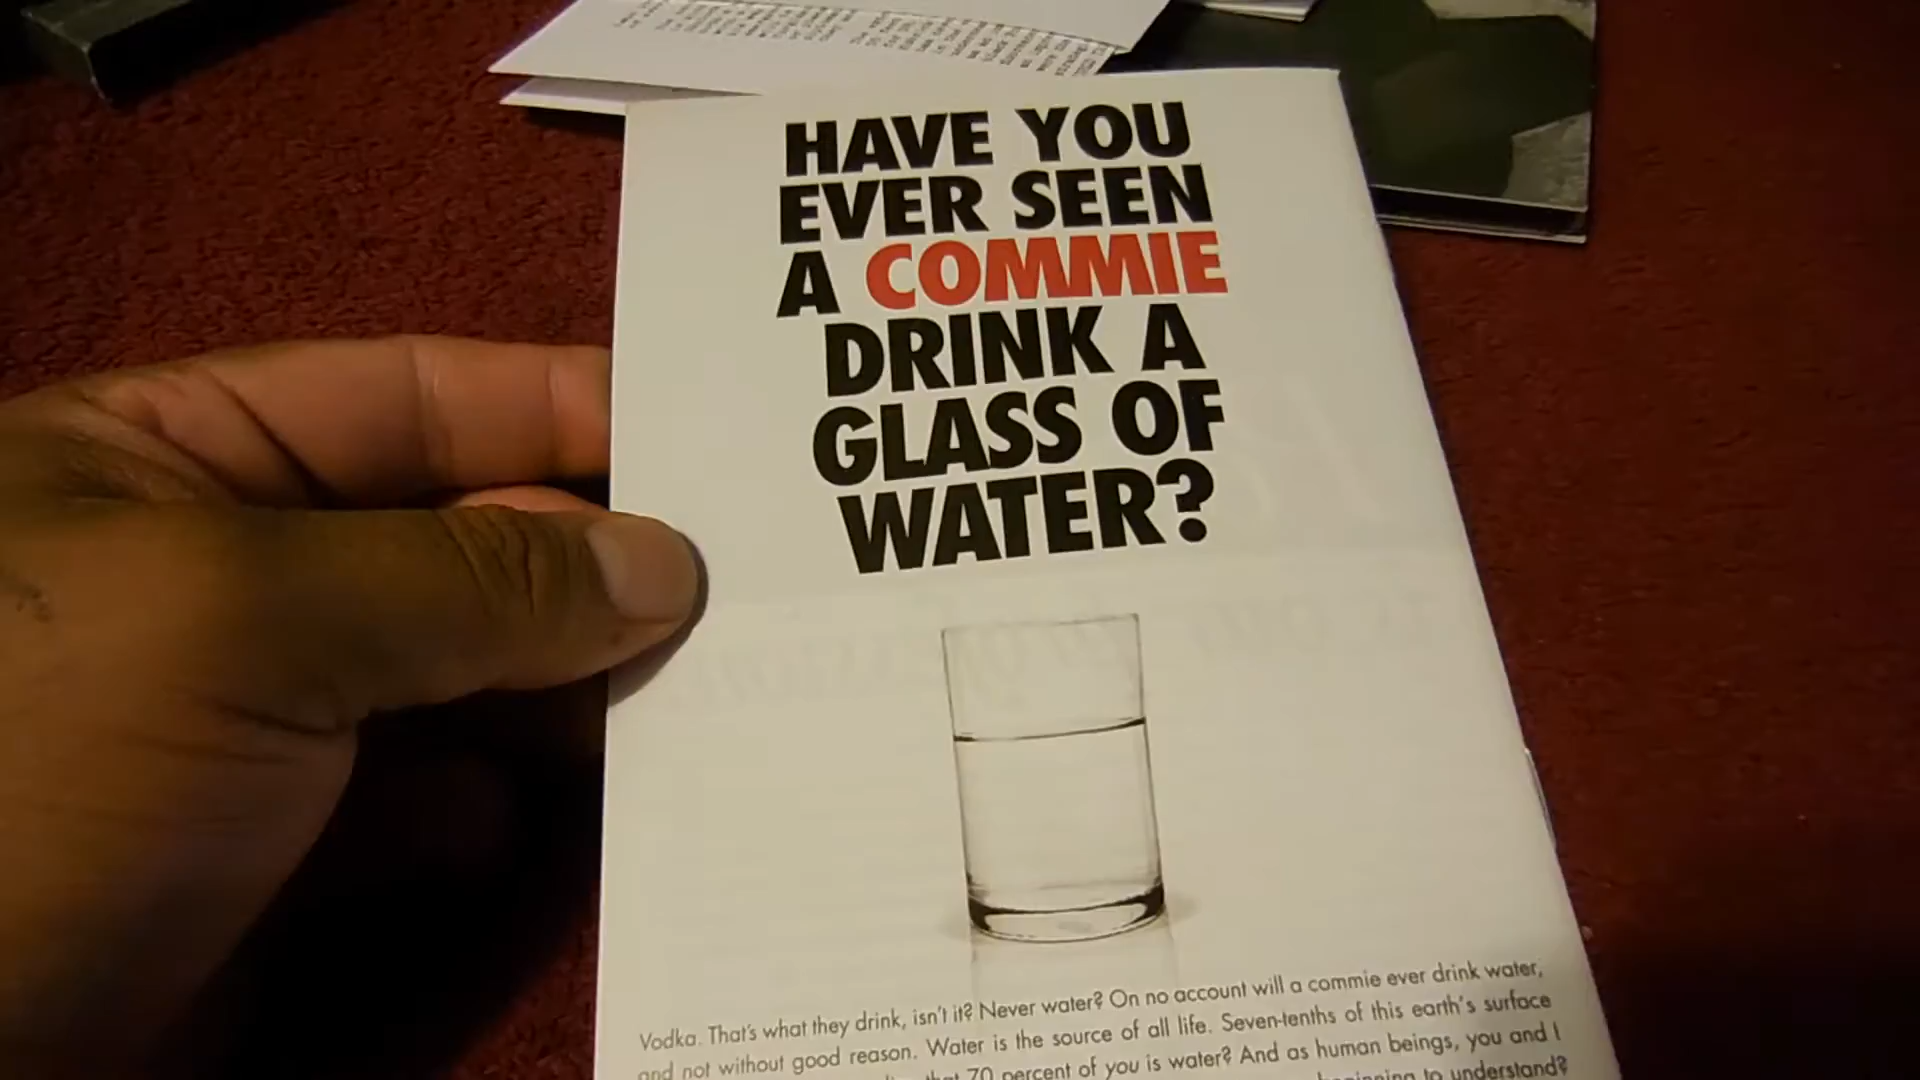 HAVE YOU
EVER SEEN
A COMMIE
DRINK A
GLASS OF
WATER?
Vodka. That's what they drink, isn't it? Never water? On no account will a commie ever drink water,
and not without good reason. Water is the source of all life. Seven-tenths of this earth's surface
that 70 percent of you is water? And as human beings, you and I
beginning to understand?